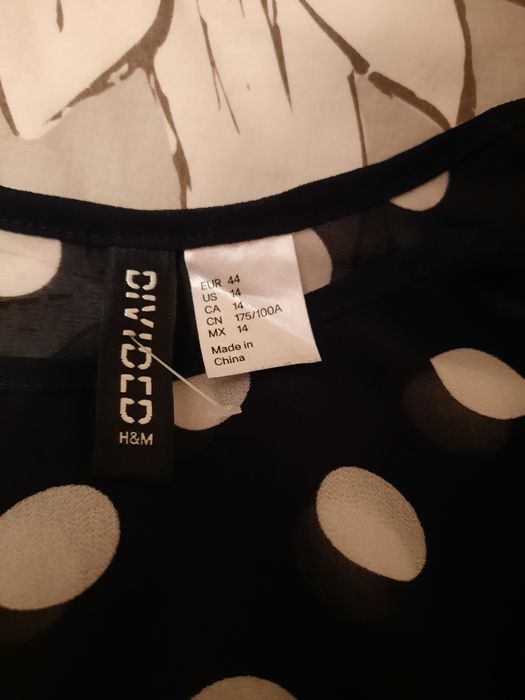 DIVIDED
H&M
EUR 44
US 14
CA 14
CN 175/100A
MX 14
Made in
China